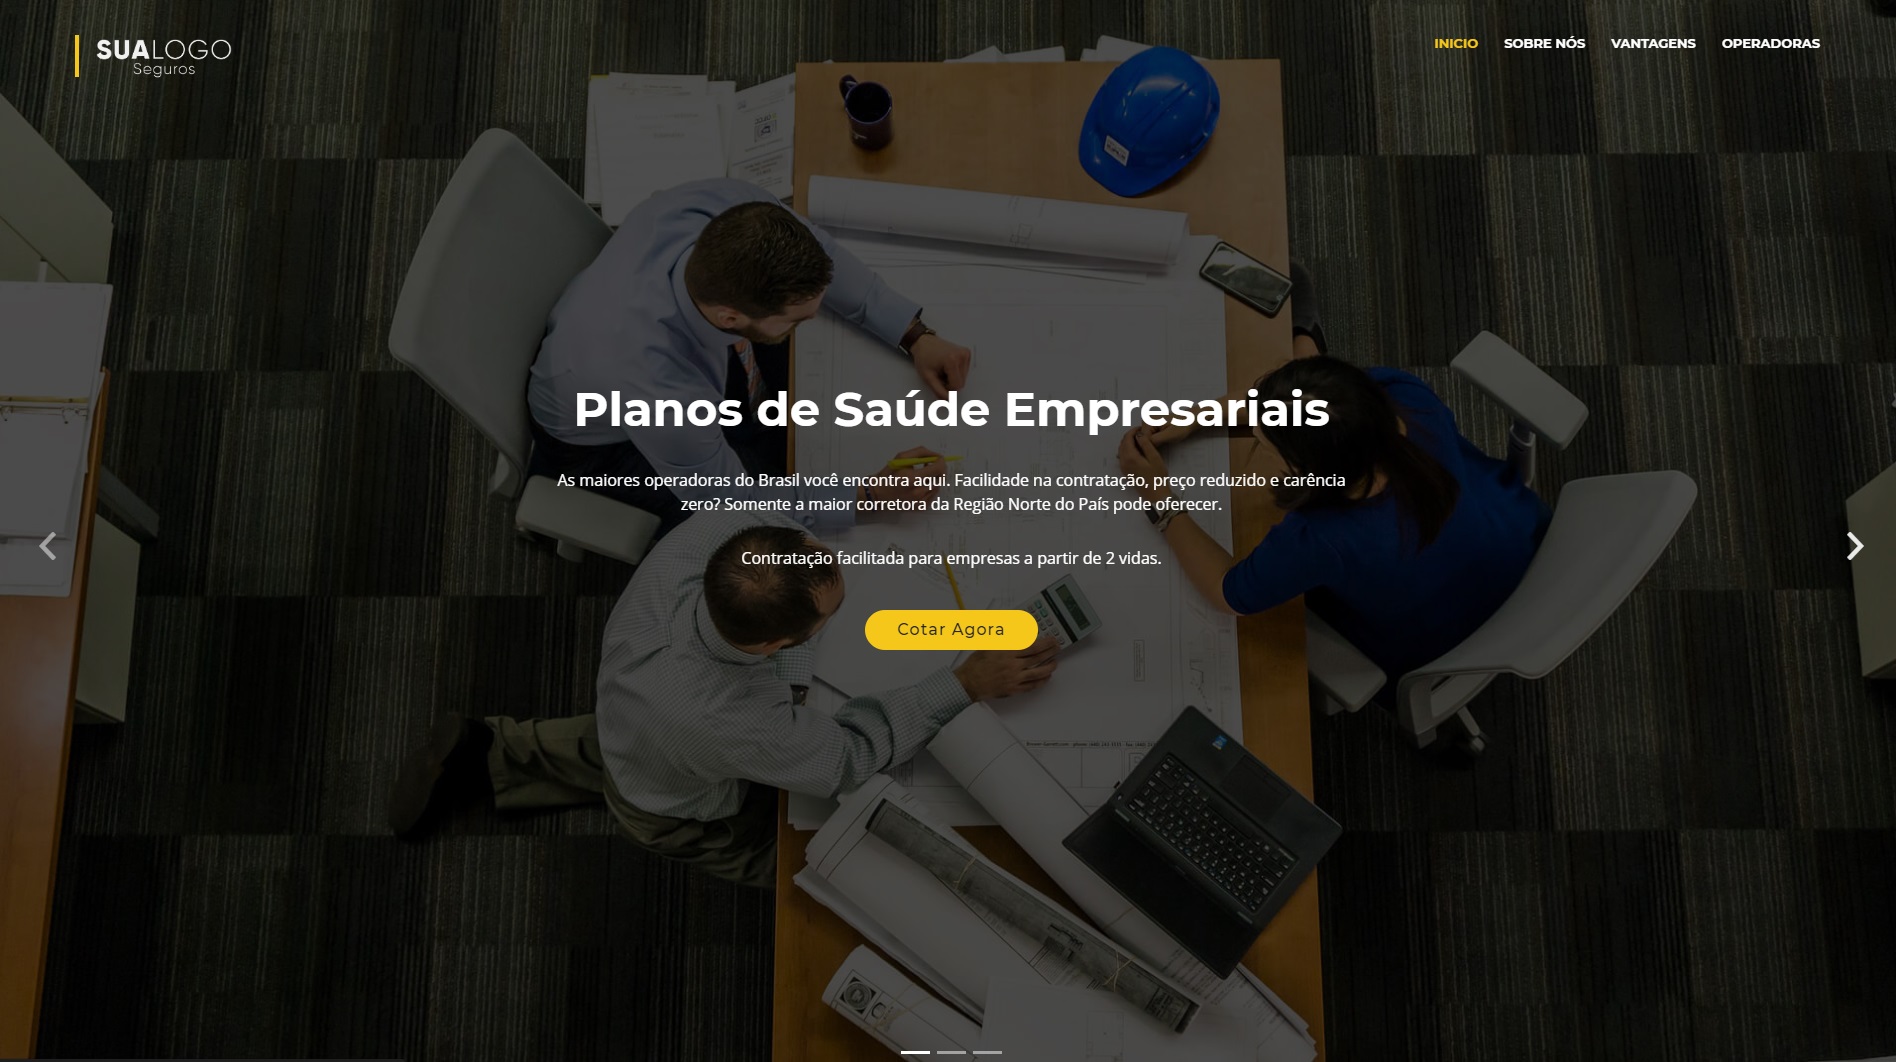 SUALOGO
Seguros
INICIO SOBRE NÓS VANTAGENS OPERADORAS
Planos de Saúde Empresariais
As maiores operadoras do Brasil você encontra aqui. Facilidade na contratação, preço reduzido e carência
zero? Somente a maior corretora da Região Norte do País pode oferecer.
Contratação facilitada para empresas a partir de 2 vidas.
Cotar Agora